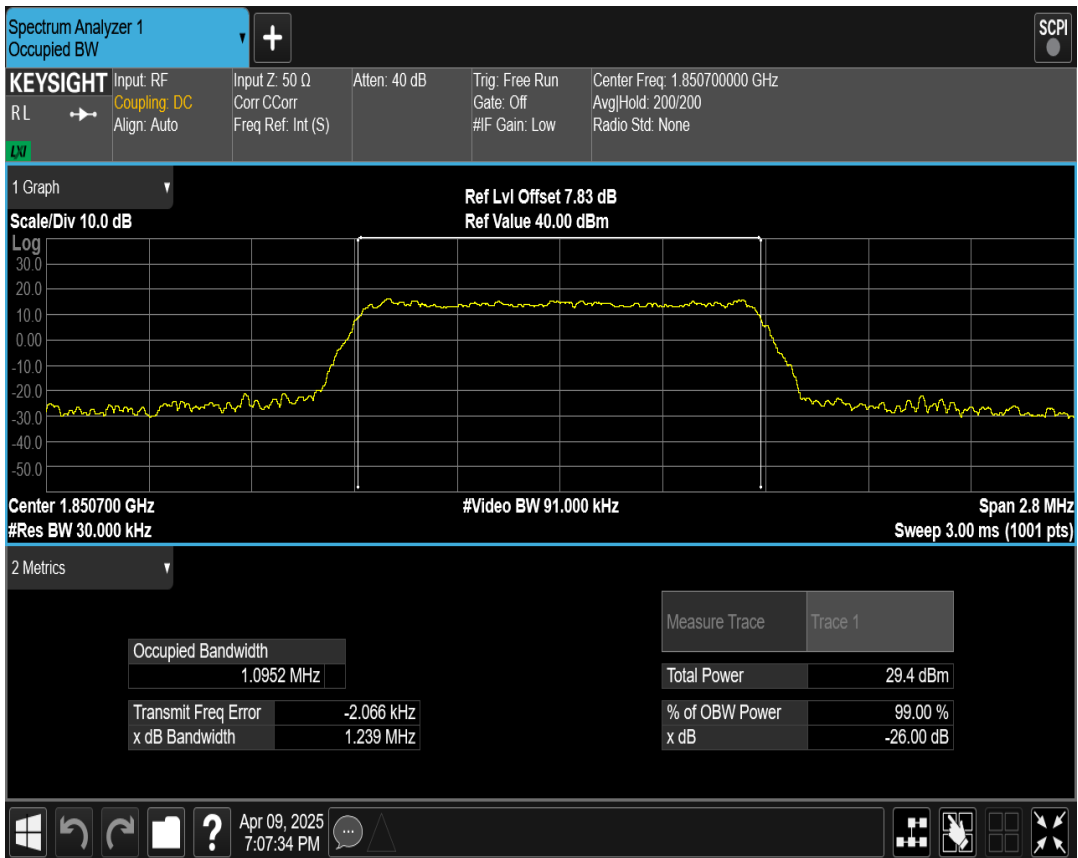 Spectrum Analyzer 1
Occupied BW
SCPI
KEYSIGHT
RL
LXI
Input: RF
Coupling: DC
Align: Auto
Input Z: 50 Ω
Corr CCorr
Freq Ref: Int (S)
Atten: 40 dB
Trig: Free Run
Gate: Off
#IF Gain: Low
Center Freq: 1.850700000 GHz
Avg|Hold: 200/200
Radio Std: None
1 Graph
Ref Lvl Offset 7.83 dB
Scale/Div 10.0 dB
Ref Value 40.00 dBm
Log
30.0
20.0
10.0
0.00
-10.0
-20.0
-30.0
-40.0
-50.0
Center 1.850700 GHz
#Video BW 91.000 kHz
Span 2.8 MHz
#Res BW 30.000 kHz
Sweep 3.00 ms (1001 pts)
2 Metrics
Measure Trace Trace 1
Occupied Bandwidth
1.0952 MHz
Total Power 29.4 dBm
Transmit Freq Error -2.066 kHz
% of OBW Power 99.00 %
x dB Bandwidth 1.239 MHz
x dB -26.00 dB
?
Apr 09, 2025
7:07:34 PM